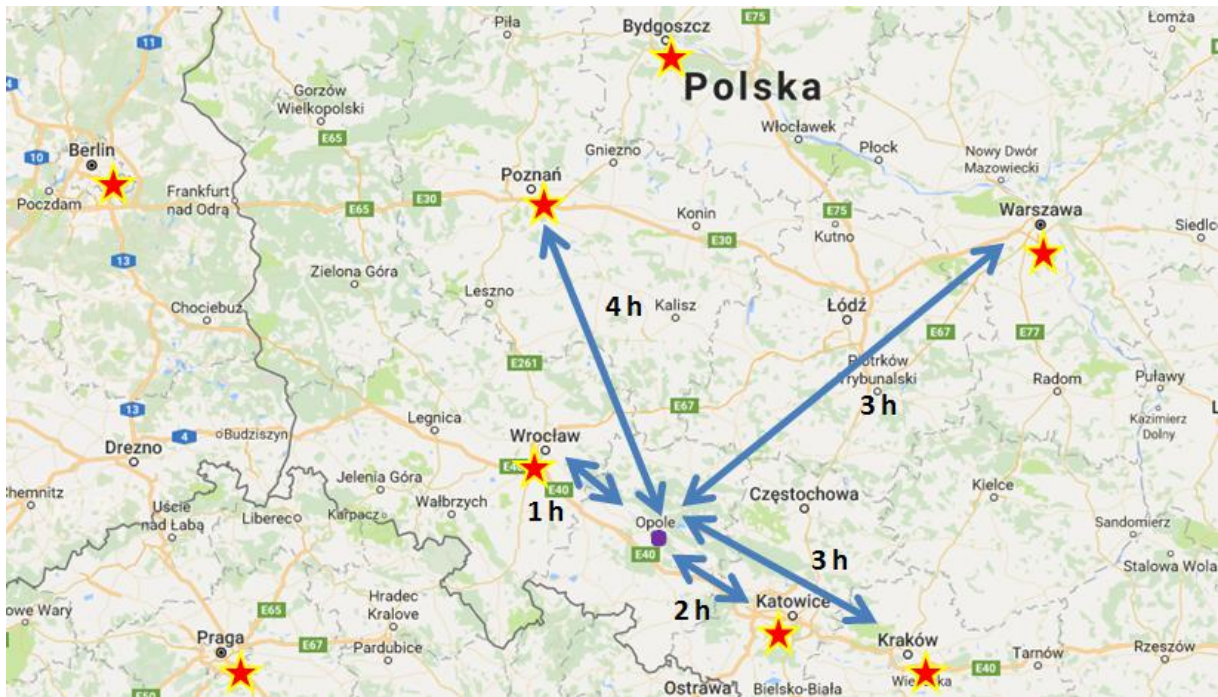 Piła
Bydgoszcz
E75
Łomża
11
Polska
Gorzów
Wielkopolski
E65
Włocławek
Płock
Nowy Dwór
Mazowiecki
Berlin
10
Gniezno
Poznań
Poczdam
Frankfurt
nad Odrą
E65
E30
Konin
E75
Kutno
E30
Warszawa
13
Zielona Góra
Leszno
4 h
Kalisz
Łódź
Chociebuż
E67
E77
E261
Piotrków
Trybunalski
Radom
Puławy
3 h
Kazimierz
Dolny
13
4
Budziszyn
Legnica
E67
Drezno
Wrocław
E40
E40
Jelenia Góra
Wałbrzych
1 h
Częstochowa
Kielce
Chemnitz
Uście
nad Łabą
Liberec
Karpacz
Opole
Sandomierz
E40
3 h
Stalowa Wola
Hradec
Kralove
2 h
Katowice
E65
Praga
E67
Pardubice
Kraków
Tarnów
Rzeszów
E40
Ostrawa
Bielsko-Biała